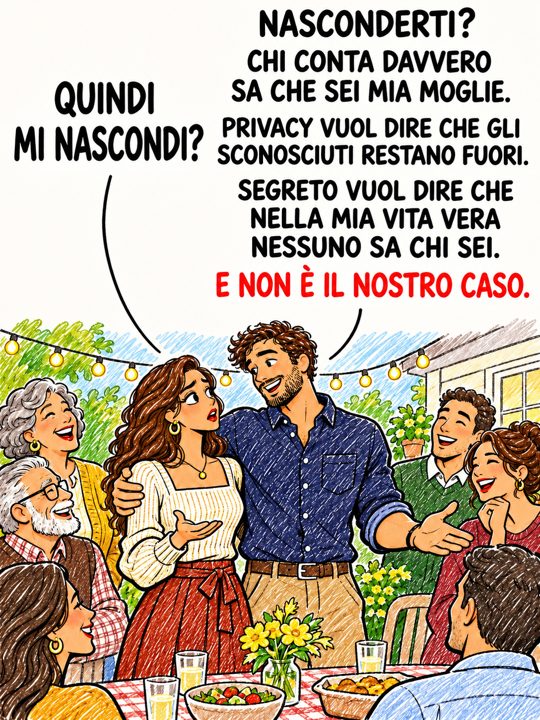 QUINDI
MI NASCONDI?
NASCONDERTI?
CHI CONTA DAVVERO
SA CHE SEI MIA MOGLIE.
PRIVACY VUOL DIRE CHE GLI
SCONOSCIUTI RESTANO FUORI.
SEGRETO VUOL DIRE CHE
NELLA MIA VITA VERA
NESSUNO SA CHI SEI.
E NON È IL NOSTRO CASO.